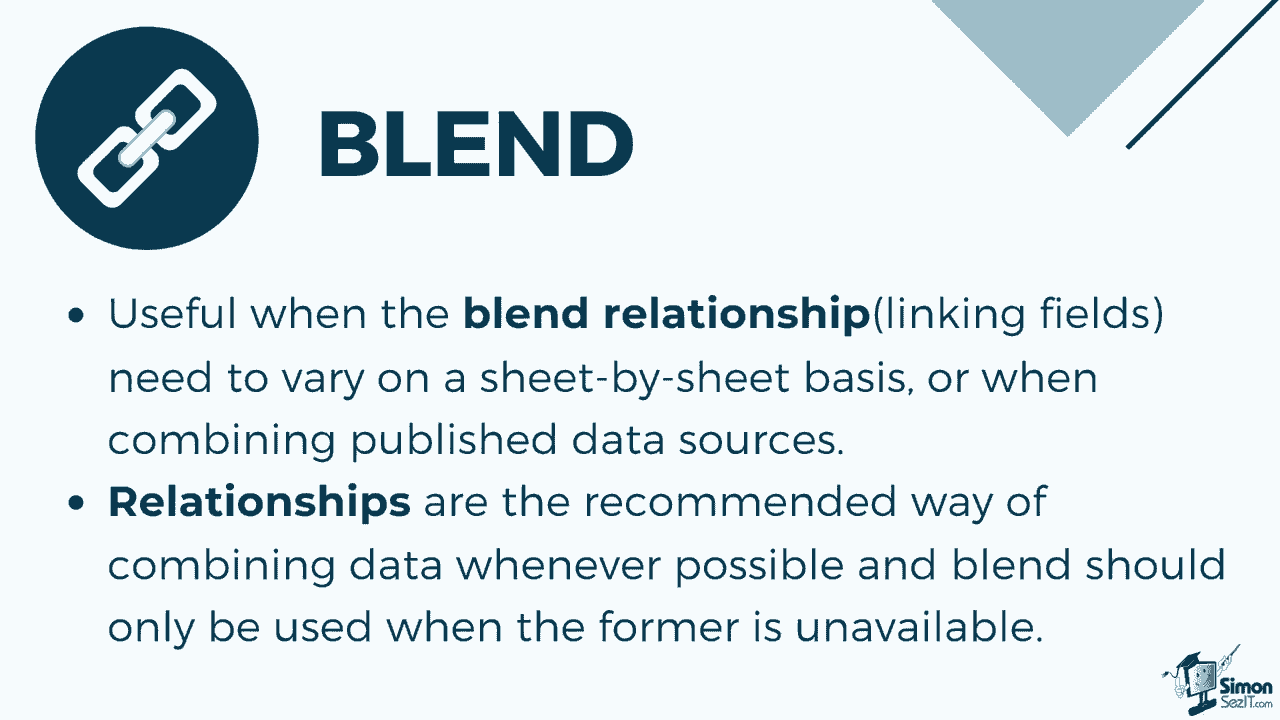 BLEND
• Useful when the blend relationship(linking fields)
need to vary on a sheet-by-sheet basis, or when
combining published data sources.
• Relationships are the recommended way of
combining data whenever possible and blend should
only be used when the former is unavailable.
Simon
SezIT.com